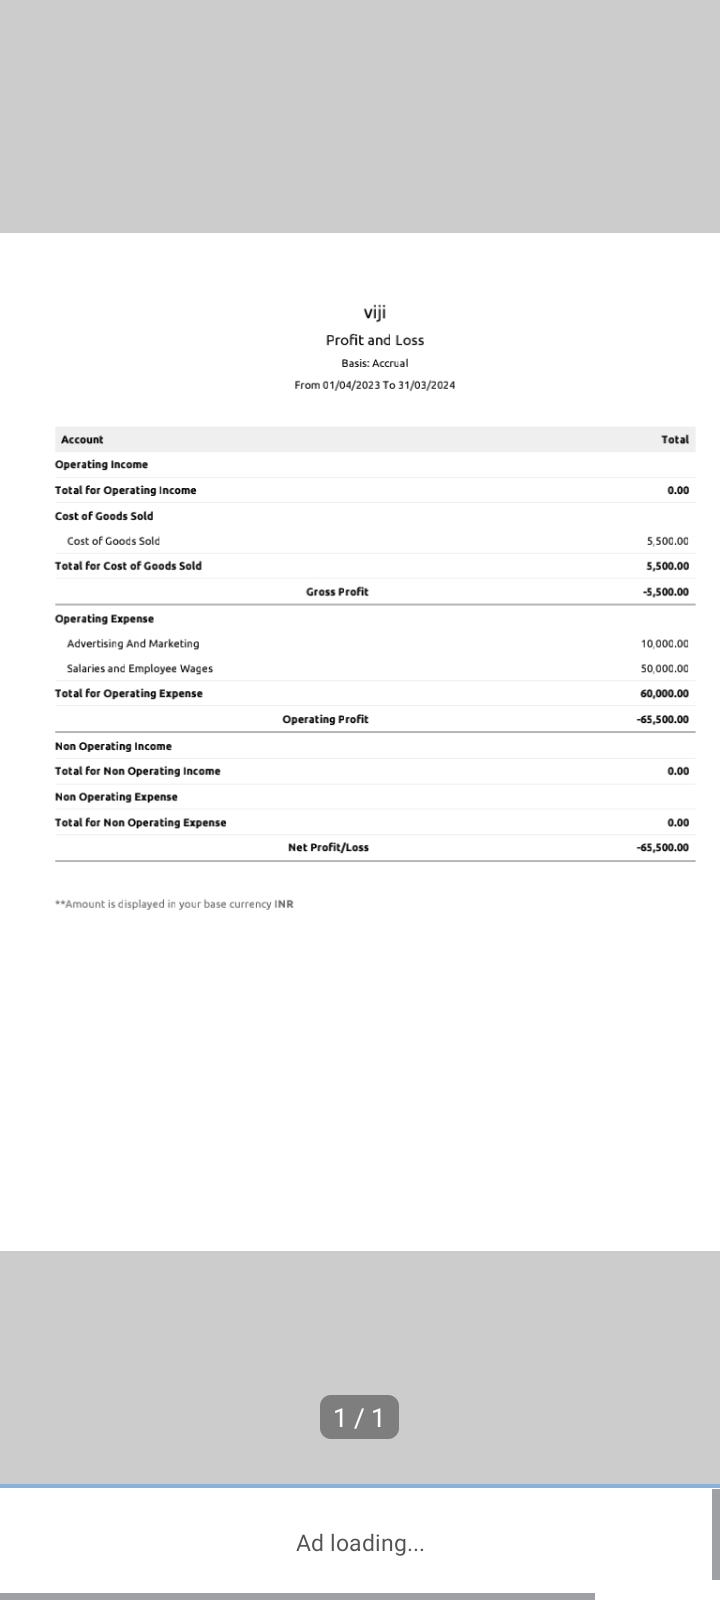 viji
Profit and Loss
Basis: Accrual
From 01/04/2023 To 31/03/2024
Account Total
Operating Income
Total for Operating Income 0.00
Cost of Goods Sold
Cost of Goods Sold 5,500.00
Total for Cost of Goods Sold 5,500.00
Gross Profit -5,500.00
Operating Expense
Advertising And Marketing 10,000.00
Salaries and Employee Wages 50,000.00
Total for Operating Expense 60,000.00
Operating Profit -65,500.00
Non Operating Income
Total for Non Operating Income 0.00
Non Operating Expense
Total for Non Operating Expense 0.00
Net Profit/Loss -65,500.00
**Amount is displayed in your base currency INR
1 / 1
Ad loading...